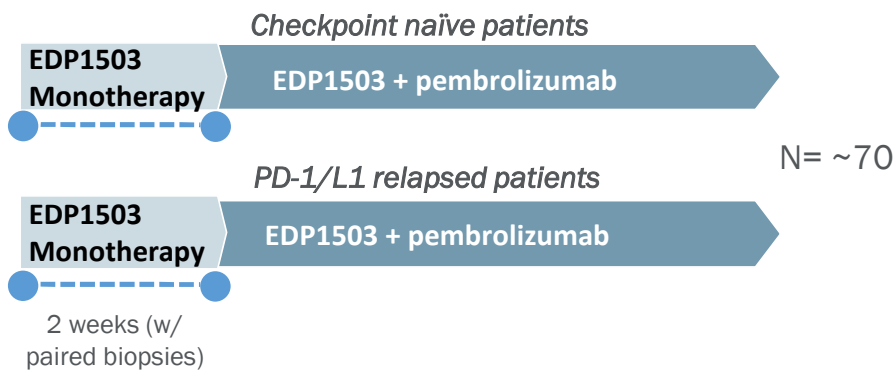 Checkpoint naïve patients
EDP1503
Monotherapy
EDP1503 + pembrolizumab
N= ~70
PD-1/L1 relapsed patients
EDP1503
Monotherapy
EDP1503 + pembrolizumab
2 weeks (w/
paired biopsies)